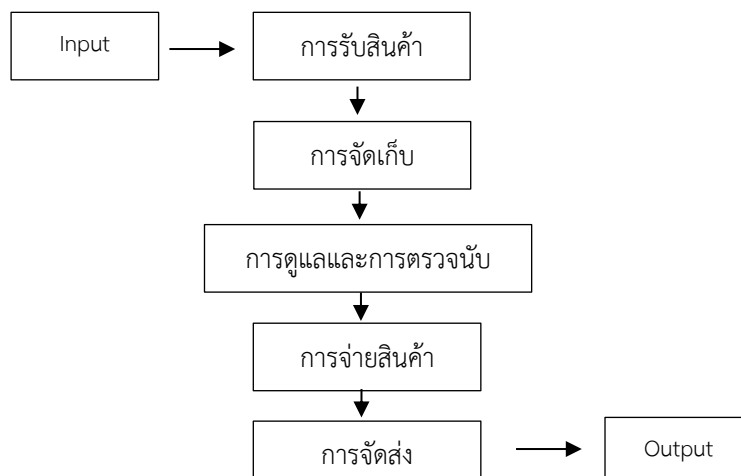 Input
การรับสินค้า
การจัดเก็บ
การดูแลและการตรวจนับ
การจ่ายสินค้า
การจัดส่ง
Output